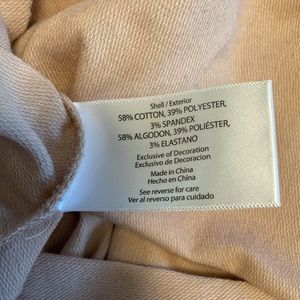 Shell / Exterior
58% COTTON, 39% POLYESTER,
3% SPANDEX
58% ALGODON, 39% POLIÉSTER,
3% ELASTANO
Exclusive of Decoration
Exclusivo de Decoracion
Made in China
Hecho en China
See reverse for care
Ver al reverso para cuidado